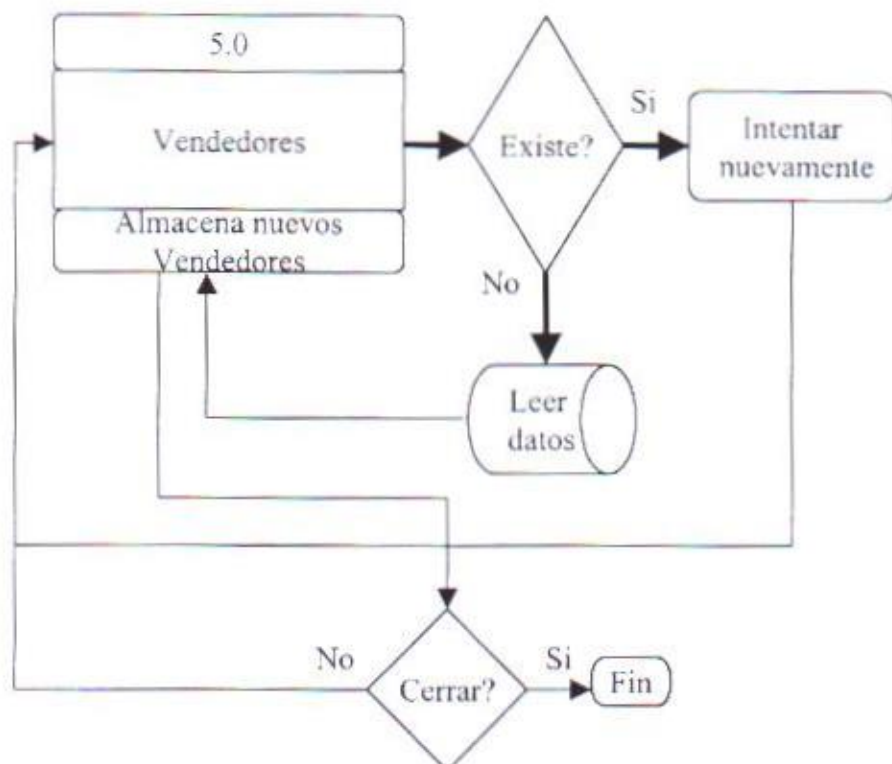 5.0
Vendedores
Almacena nuevos
Vendedores
Existe?
Si
Intentar
nuevamente
No
Leer
datos
No
Cerrar?
Si
Fin